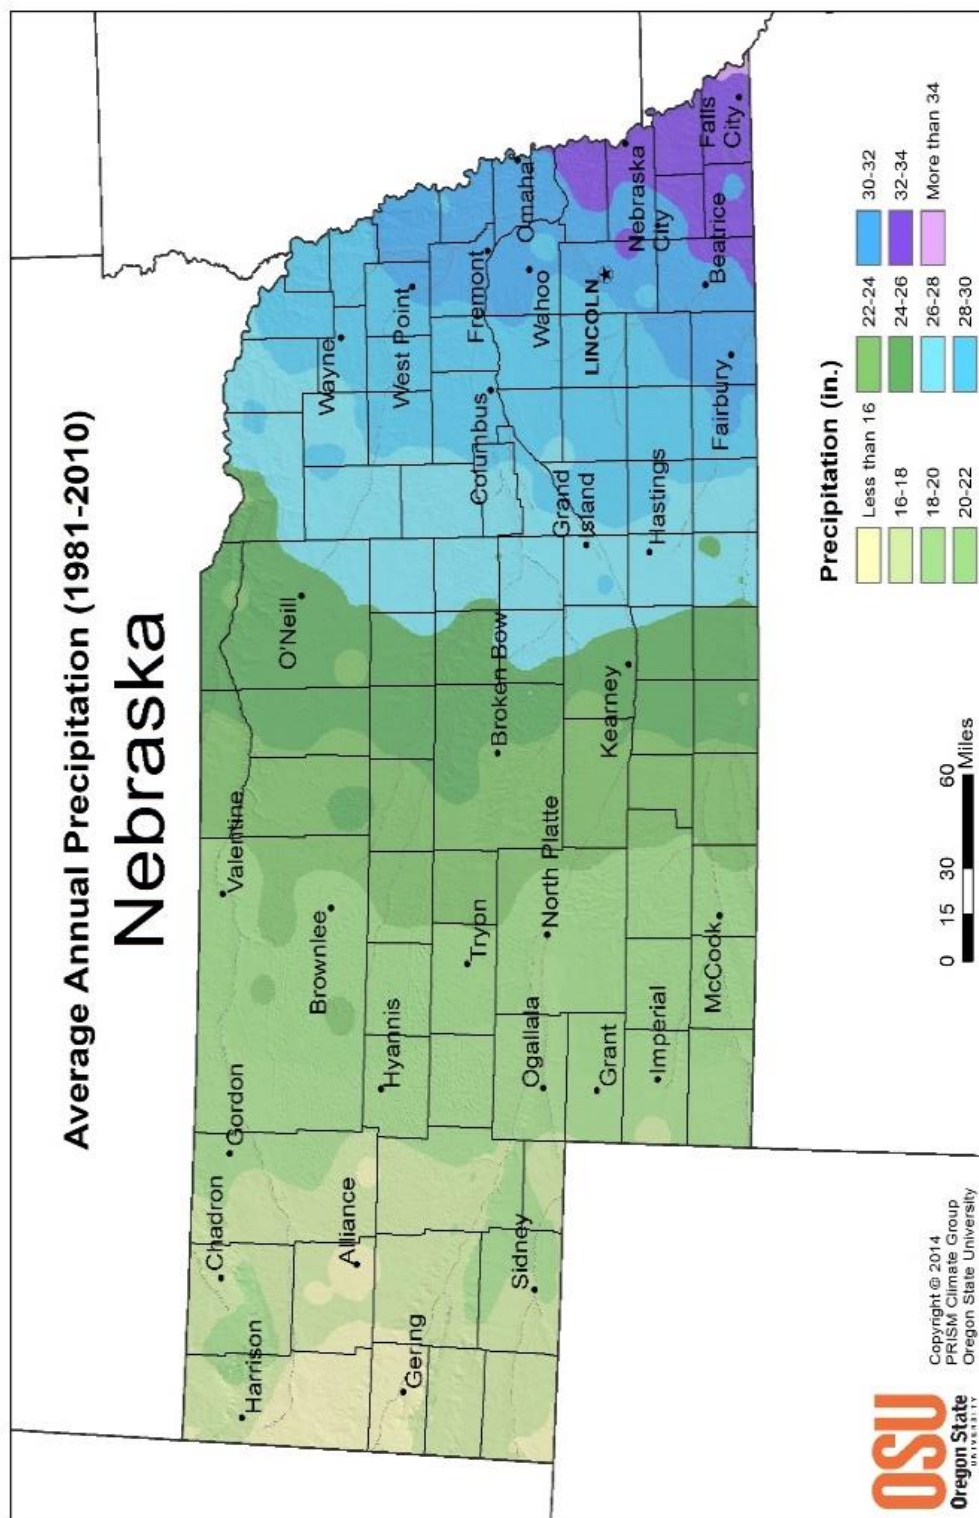 Average Annual Precipitation (1981-2010)
Nebraska
Harrison
Chadron
Gordon
Valentine
O'Neill
Alliance
Brownlee
Wayne
Gering
Hyannis
West Point
Tryon
Broken Bow
Columbus
Fremont
Sidney
Ogallala
North Platte
Grand
Island
Wahoo
Omaha
Grant
Kearney
LINCOLN
Imperial
Hastings
Nebraska
City
McCook
Fairbury
Beatrice
Falls
City
Precipitation (in.)
Less than 16
16-18
18-20
20-22
22-24
24-26
26-28
28-30
30-32
32-34
More than 34
0 15 30 60
Miles
OSU
Oregon State
UNIVERSITY
Copyright © 2014
PRISM Climate Group
Oregon State University